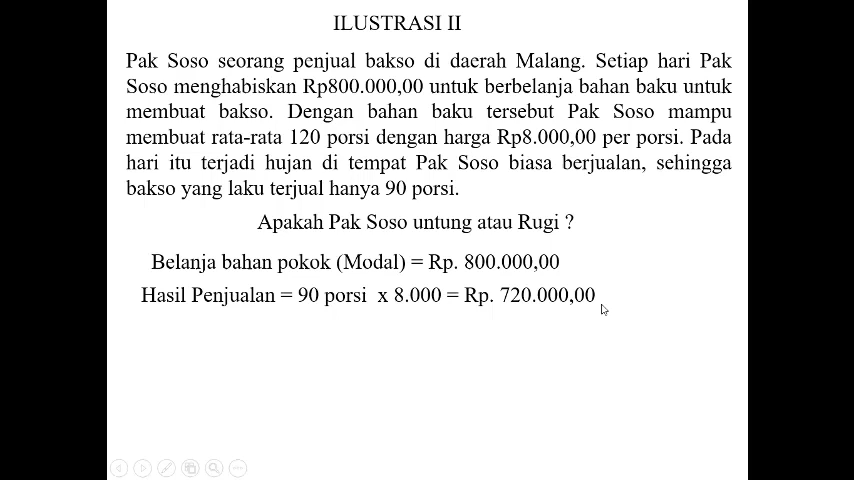 ILUSTRASI II
Pak Soso seorang penjual bakso di daerah Malang. Setiap hari Pak
Soso menghabiskan Rp800.000,00 untuk berbelanja bahan baku untuk
membuat bakso. Dengan bahan baku tersebut Pak Soso mampu
membuat rata-rata 120 porsi dengan harga Rp8.000,00 per porsi. Pada
hari itu terjadi hujan di tempat Pak Soso biasa berjualan, sehingga
bakso yang laku terjual hanya 90 porsi.
Apakah Pak Soso untung atau Rugi ?
Belanja bahan pokok (Modal) = Rp. 800.000,00
Hasil Penjualan = 90 porsi x 8.000 = Rp. 720.000,00